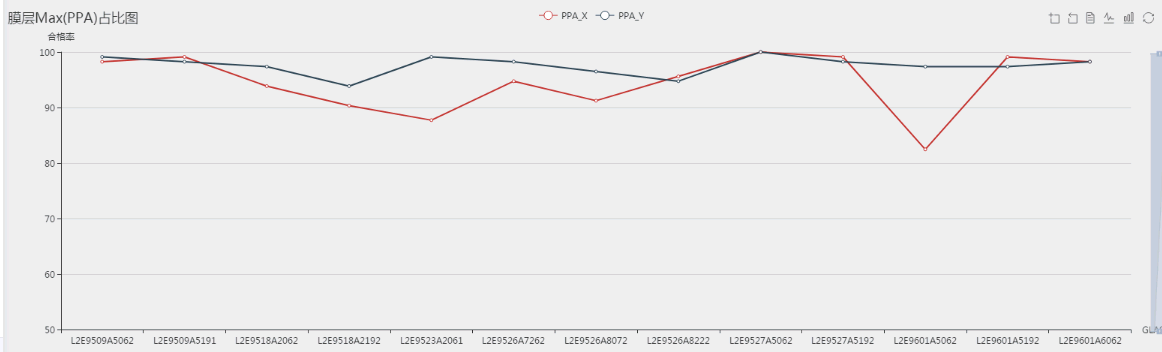 膜层Max(PPA)占比图
PPA_X PPA_Y
合格率
100
90
80
70
60
50
L2E9509A5062 L2E9509A5191 L2E9518A2062 L2E9518A2192 L2E9523A2061 L2E9526A7262 L2E9526A8072 L2E9526A8222 L2E9527A5062 L2E9527A5192 L2E9601A5062 L2E9601A5192 L2E9601A6062